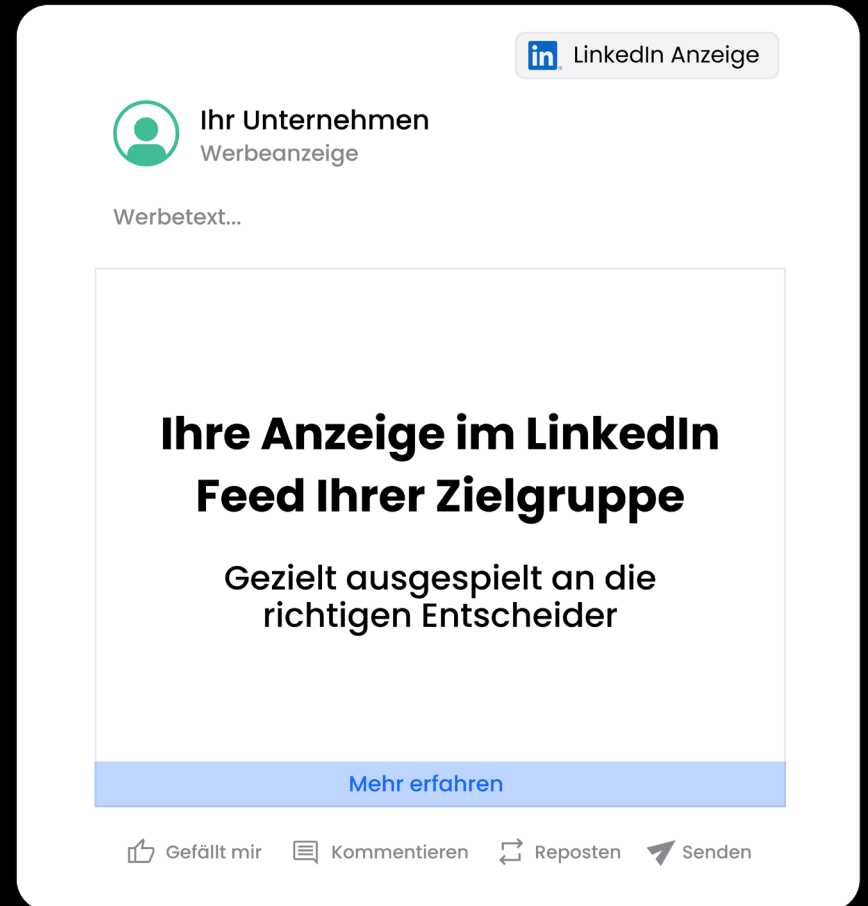 in LinkedIn Anzeige
Ihr Unternehmen
Werbeanzeige
Werbetext...
Ihre Anzeige im LinkedIn
Feed Ihrer Zielgruppe
Gezielt ausgespielt an die
richtigen Entscheider
Mehr erfahren
Gefällt mir Kommentieren Reposten Senden